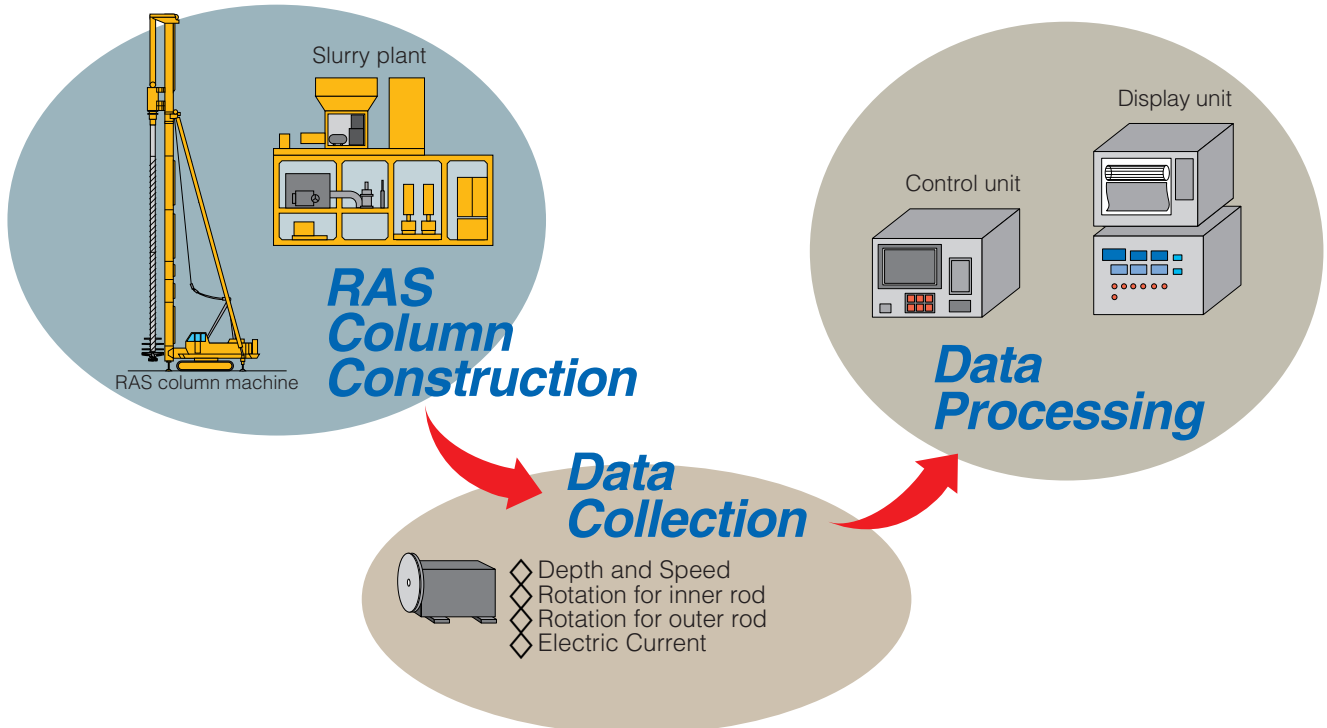 Slurry plant
RAS column machine
RAS
Column
Construction
Data
Collection
Depth and Speed
Rotation for inner rod
Rotation for outer rod
Electric Current
Display unit
Control unit
Data
Processing